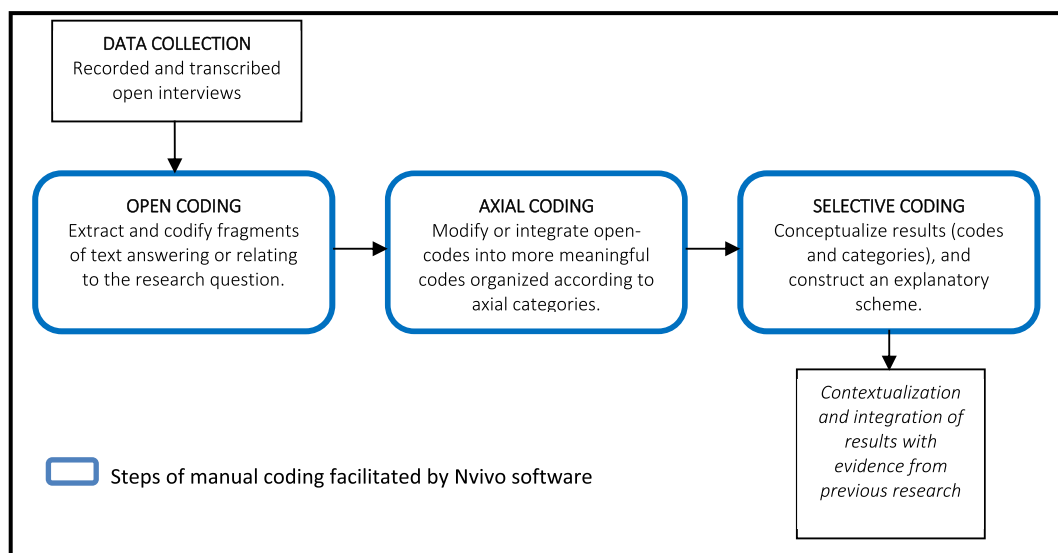 DATA COLLECTION
Recorded and transcribed
open interviews
OPEN CODING
Extract and codify fragments
of text answering or relating
to the research question.
AXIAL CODING
Modify or integrate open-
codes into more meaningful
codes organized according to
axial categories.
SELECTIVE CODING
Conceptualize results (codes
and categories), and
construct an explanatory
scheme.
Contextualization
and integration of
results with
evidence from
previous research
Steps of manual coding facilitated by Nvivo software